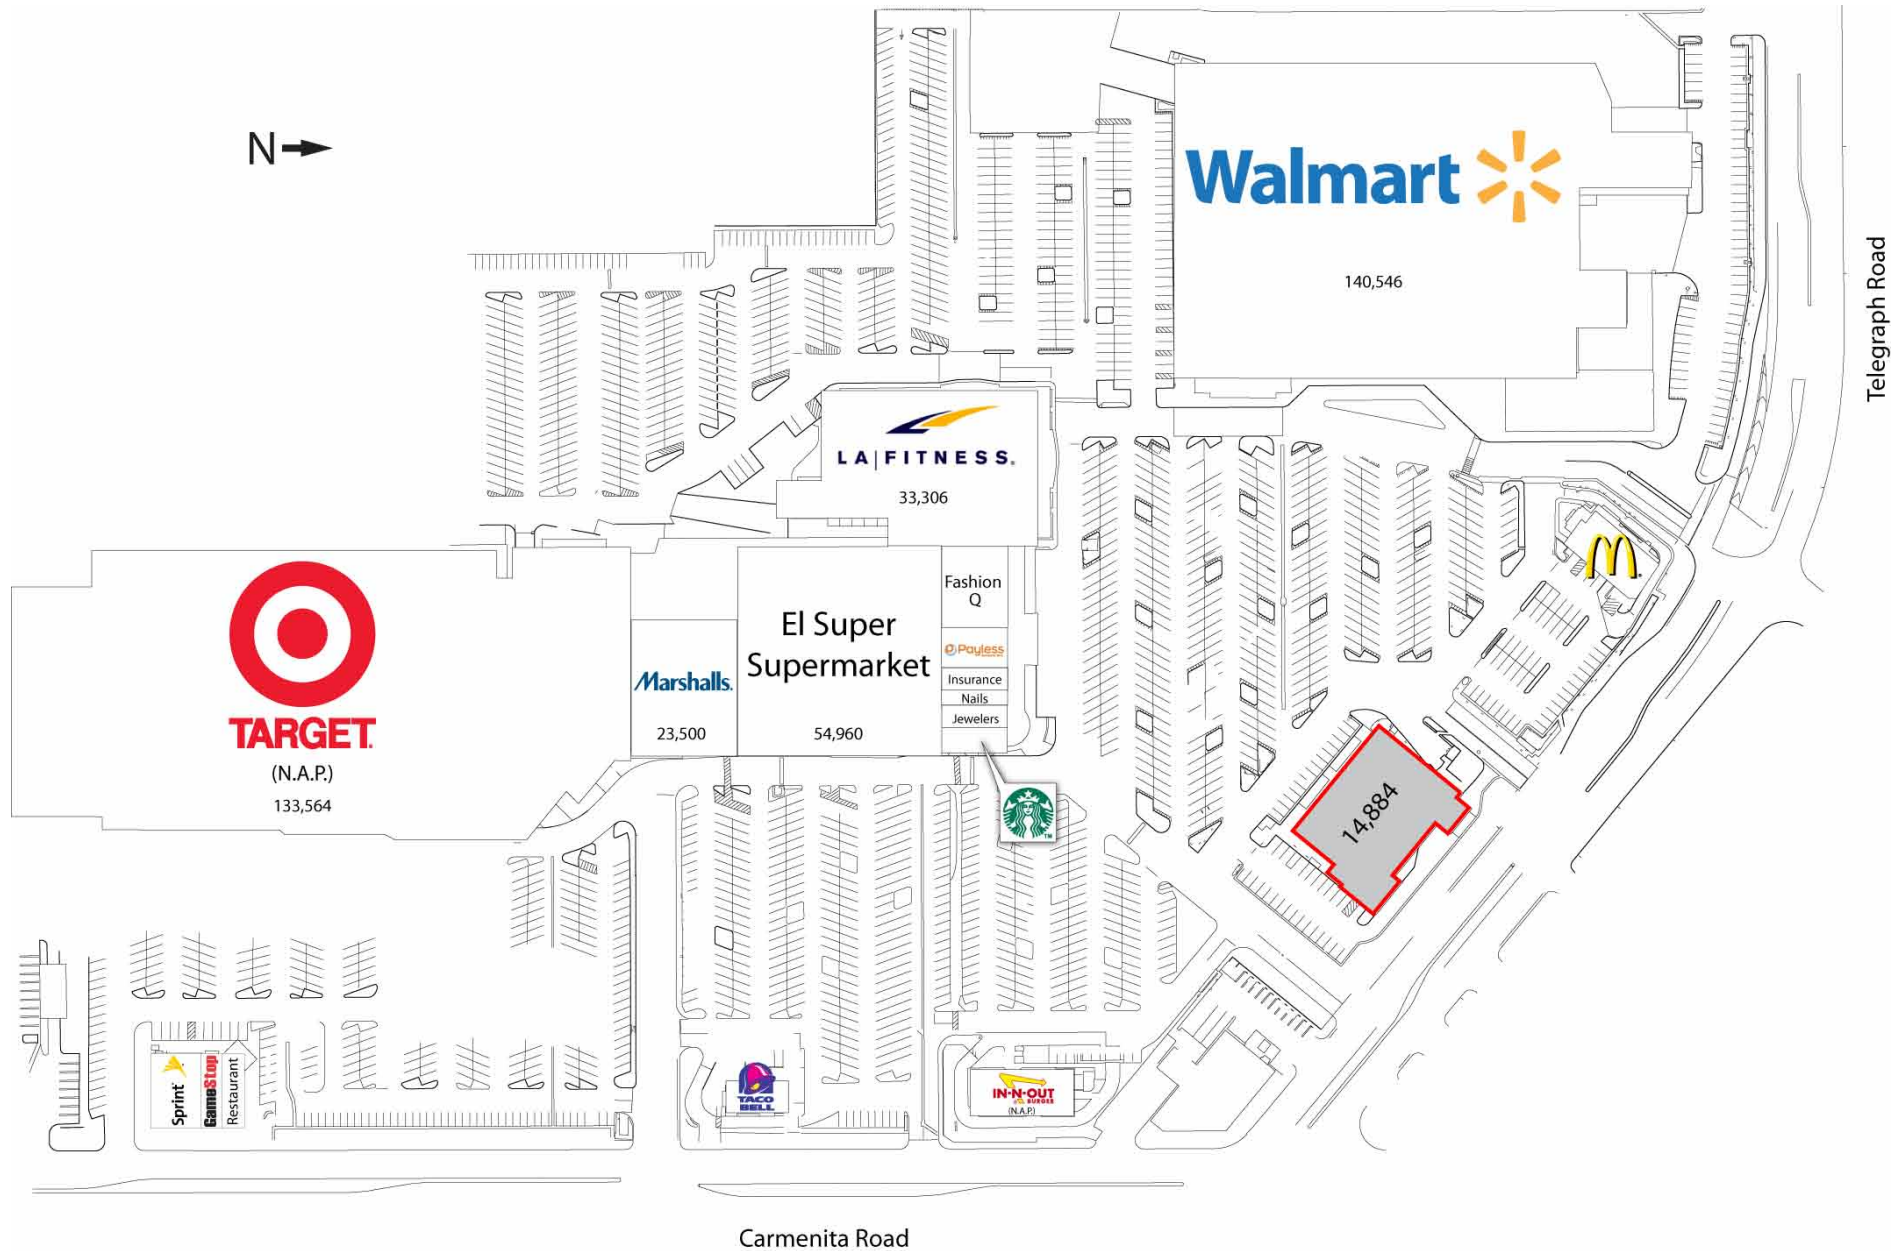 N
Walmart
140,546
Telegraph Road
LA|FITNESS.
33,306
TARGET.
(N.A.P.)
133,564
Marshalls.
23,500
El Super
Supermarket
54,960
Fashion
Q
Payless
Insurance
Nails
Jewelers
14,884
Sprint
GameStop
Restaurant
TACO
BELL
IN-N-OUT
BURGER
(N.A.P.)
Carmenita Road